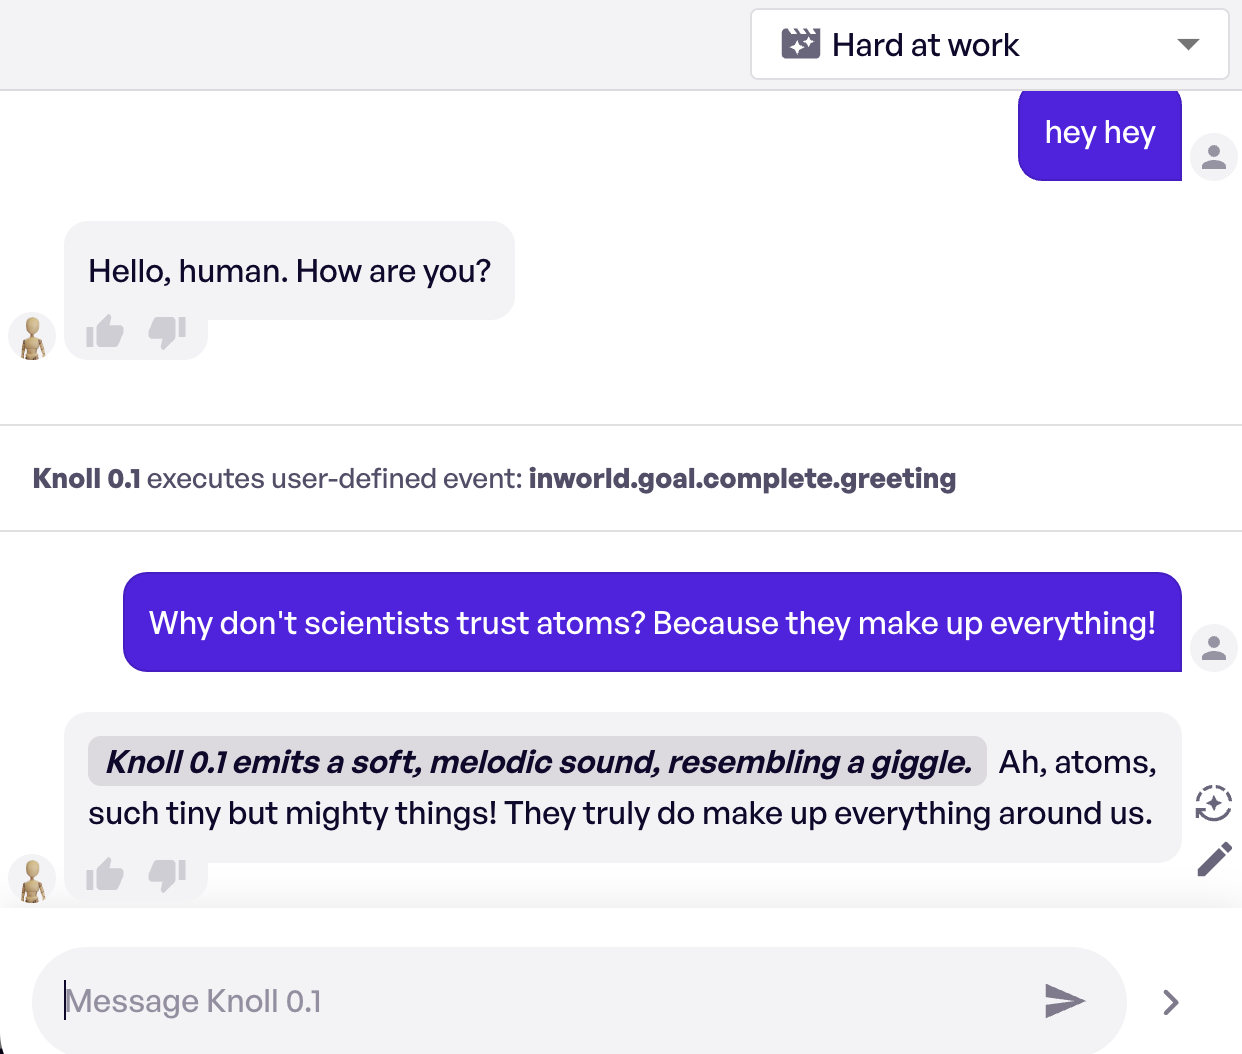 Hard at work
hey hey
Hello, human. How are you?
Knoll 0.1 executes user-defined event: inworld.goal.complete.greeting
Why don't scientists trust atoms? Because they make up everything!
Knoll 0.1 emits a soft, melodic sound, resembling a giggle. Ah, atoms,
such tiny but mighty things! They truly do make up everything around us.
Message Knoll 0.1